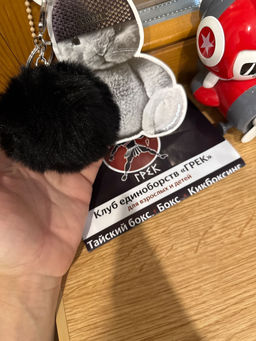 ГРЕК
Клуб единоборств «ГРЕК»
для взрослых и детей
Тайский бокс. Бокс. Кикбоксинг